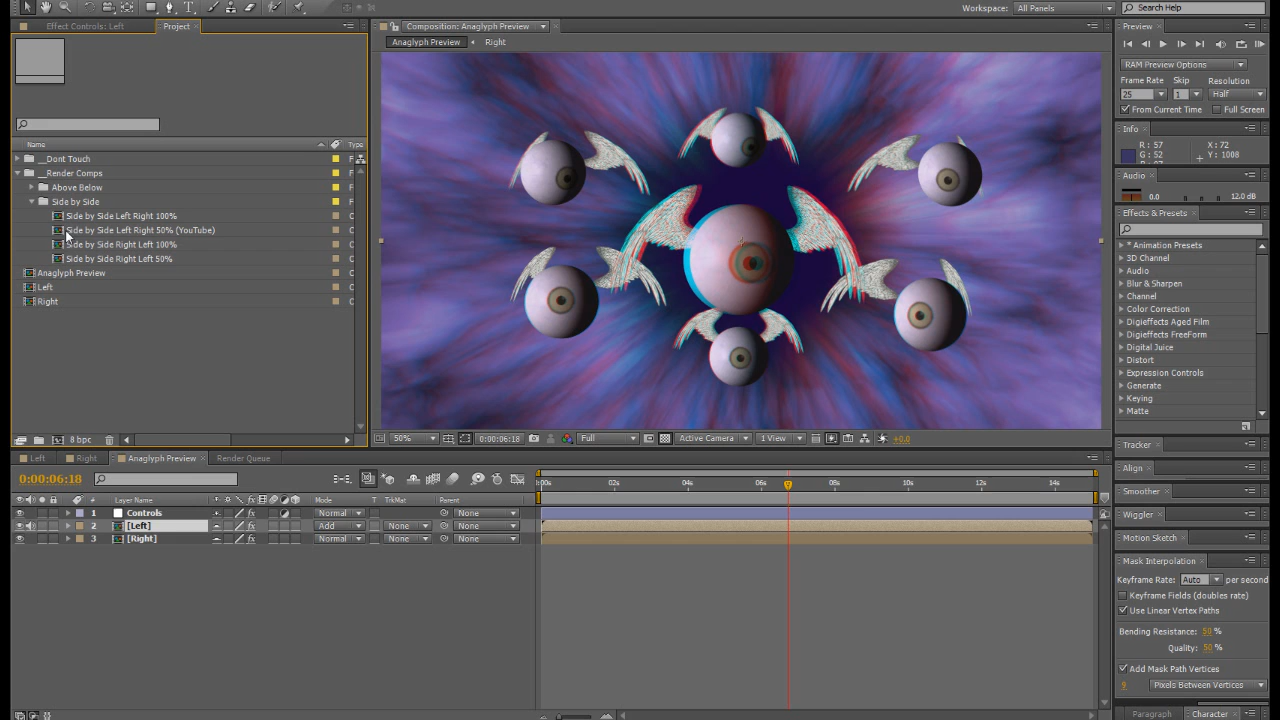 Workspace: All Panels Search Help
Effect Controls: Left Project
Composition: Anaglyph Preview
Preview
Anaglyph Preview Right
RAM Preview Options
Frame Rate Skip Resolution
25 1 Half
From Current Time Full Screen
Info
R: 57 X: 72
G: 52 Y: 1008
Audio
0.0 12.0 dB
Effects & Presets
* Animation Presets
3D Channel
Audio
Blur & Sharpen
Channel
Color Correction
Digieffects Aged Film
Digieffects FreeForm
Digital Juice
Distort
Expression Controls
Generate
Keying
Matte
Name Type
__Dont Touch F
__Render Comps F
Above Below F
Side by Side F
Side by Side Left Right 100% C
Side by Side Left Right 50% (YouTube) C
Side by Side Right Left 100% C
Side by Side Right Left 50% C
Anaglyph Preview C
Left C
Right C
8 bpc
50% 0:00:06:18 Full Active Camera 1 View +0.0
Left Right Anaglyph Preview Render Queue
0:00:06:18
:00s 02s 04s 06s 08s 10s 12s 14s
# Layer Name fx Mode T TrkMat Parent
1 Controls Normal None
2 [Left] fx Add None None
3 [Right] fx Normal None None
Tracker
Align
Smoother
Wiggler
Motion Sketch
Mask Interpolation
Keyframe Rate: Auto per second
Keyframe Fields (doubles rate)
Use Linear Vertex Paths
Bending Resistance: 50 %
Quality: 50 %
Add Mask Path Vertices
9 Pixels Between Vertices
Paragraph Character